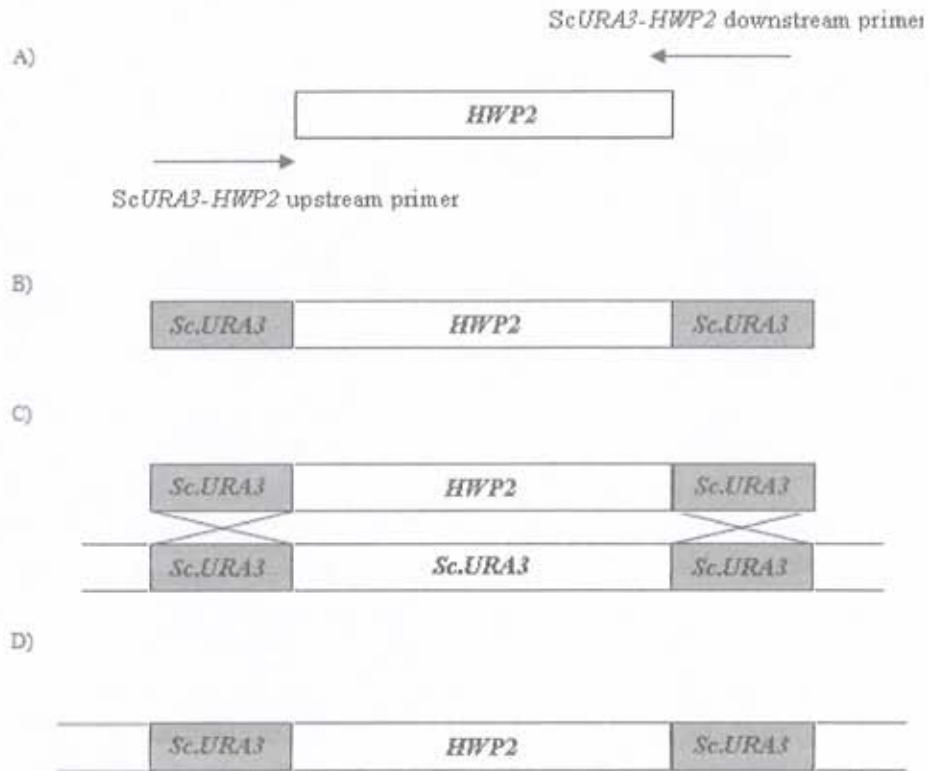 ScURA3-HWP2 downstream primer
A)
HWP2
ScURA3-HWP2 upstream primer
B)
Sc.URA3 HWP2 Sc.URA3
C)
Sc.URA3 HWP2 Sc.URA3
Sc.URA3 Sc.URA3 Sc.URA3
D)
Sc.URA3 HWP2 Sc.URA3